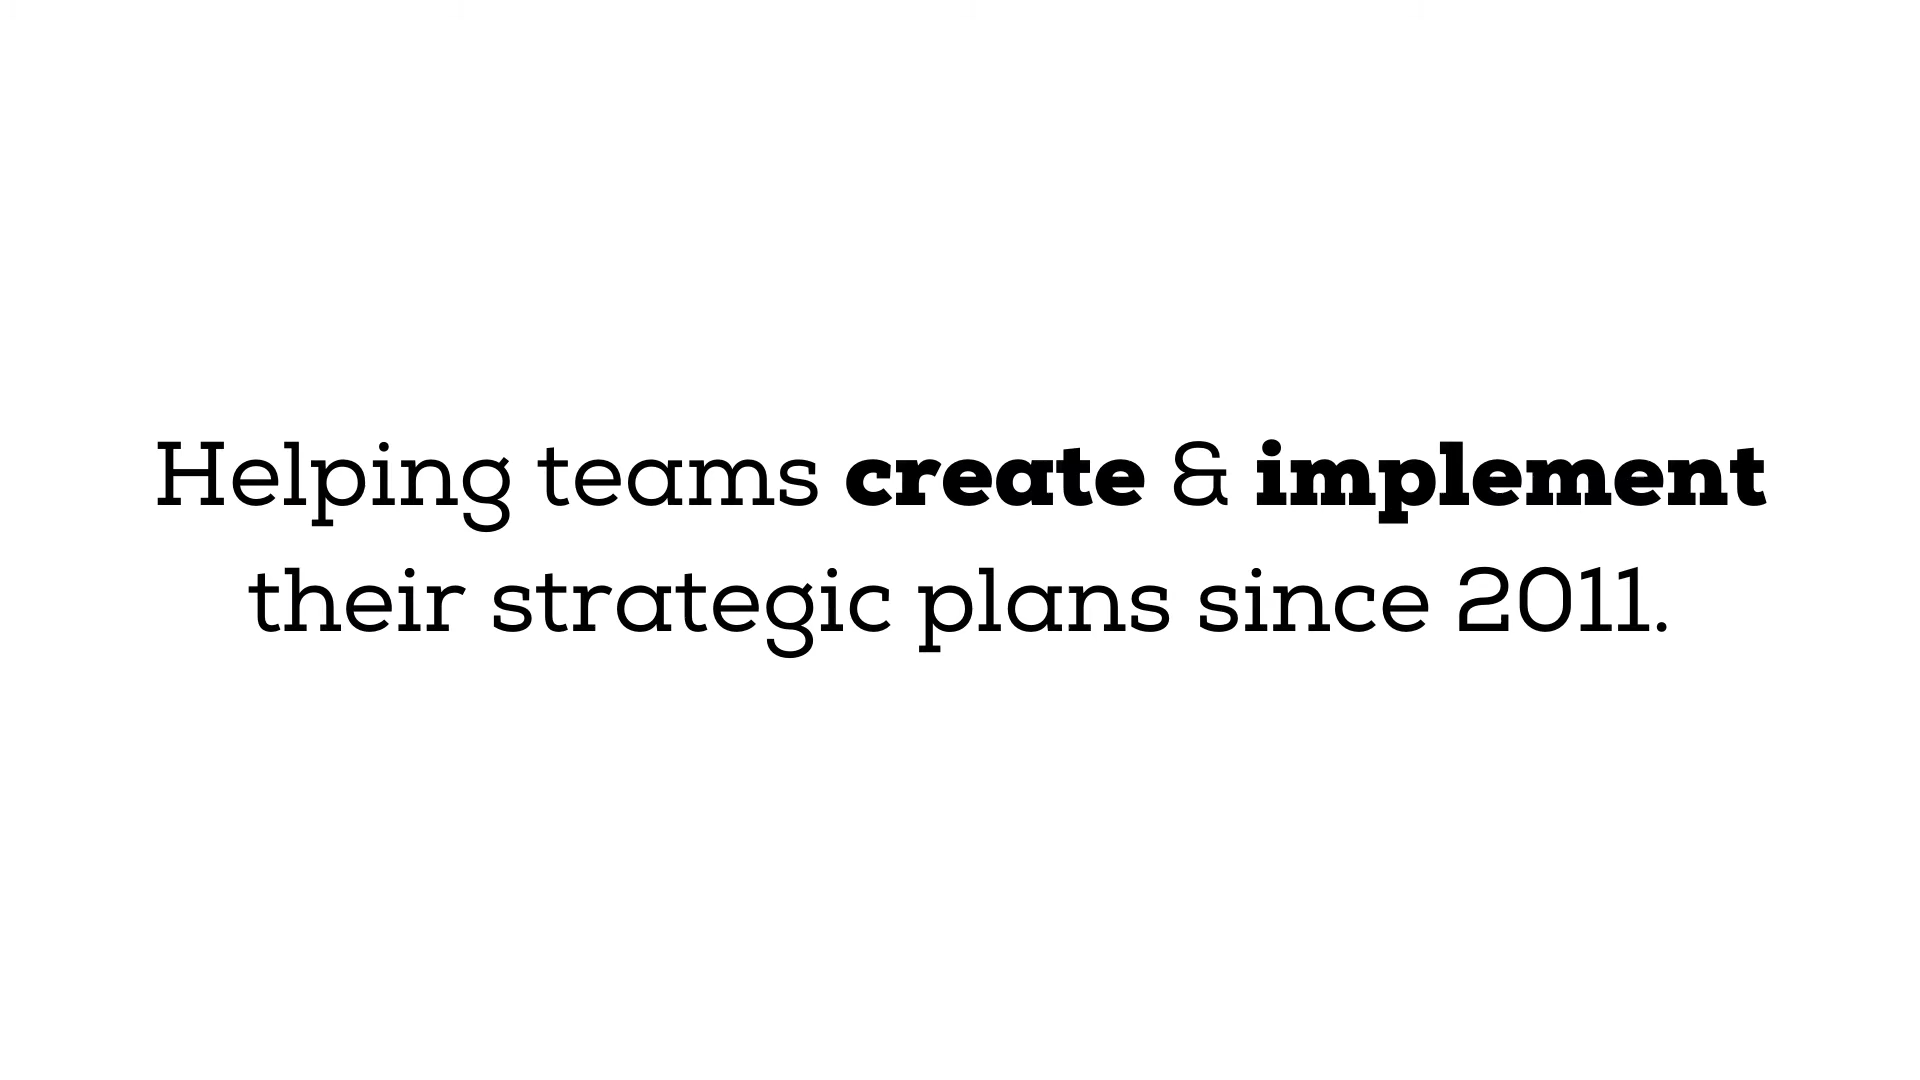 Helping teams create & implement
their strategic plans since 2011.